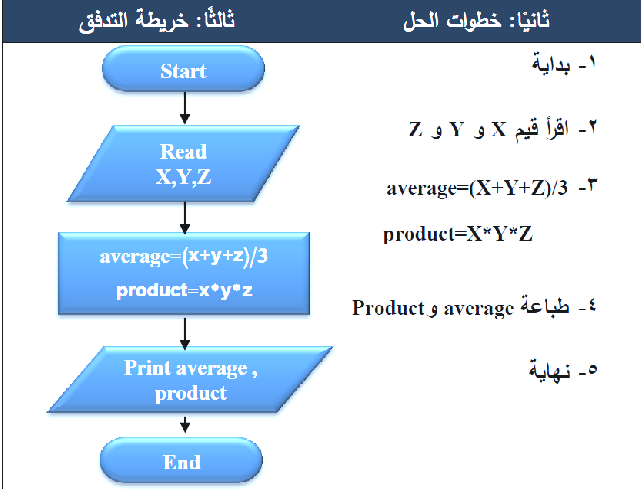 ثانيًا: خطوات الحل
١- بداية
٢- اقرأ قيم X و Y و Z
٣- average=(X+Y+Z)/3
product=X*Y*Z
٤- طباعة average و Product
٥- نهاية
ثالثًا: خريطة التدفق
Start
Read
X,Y,Z
average=(x+y+z)/3
product=x*y*z
Print average ,
product
End